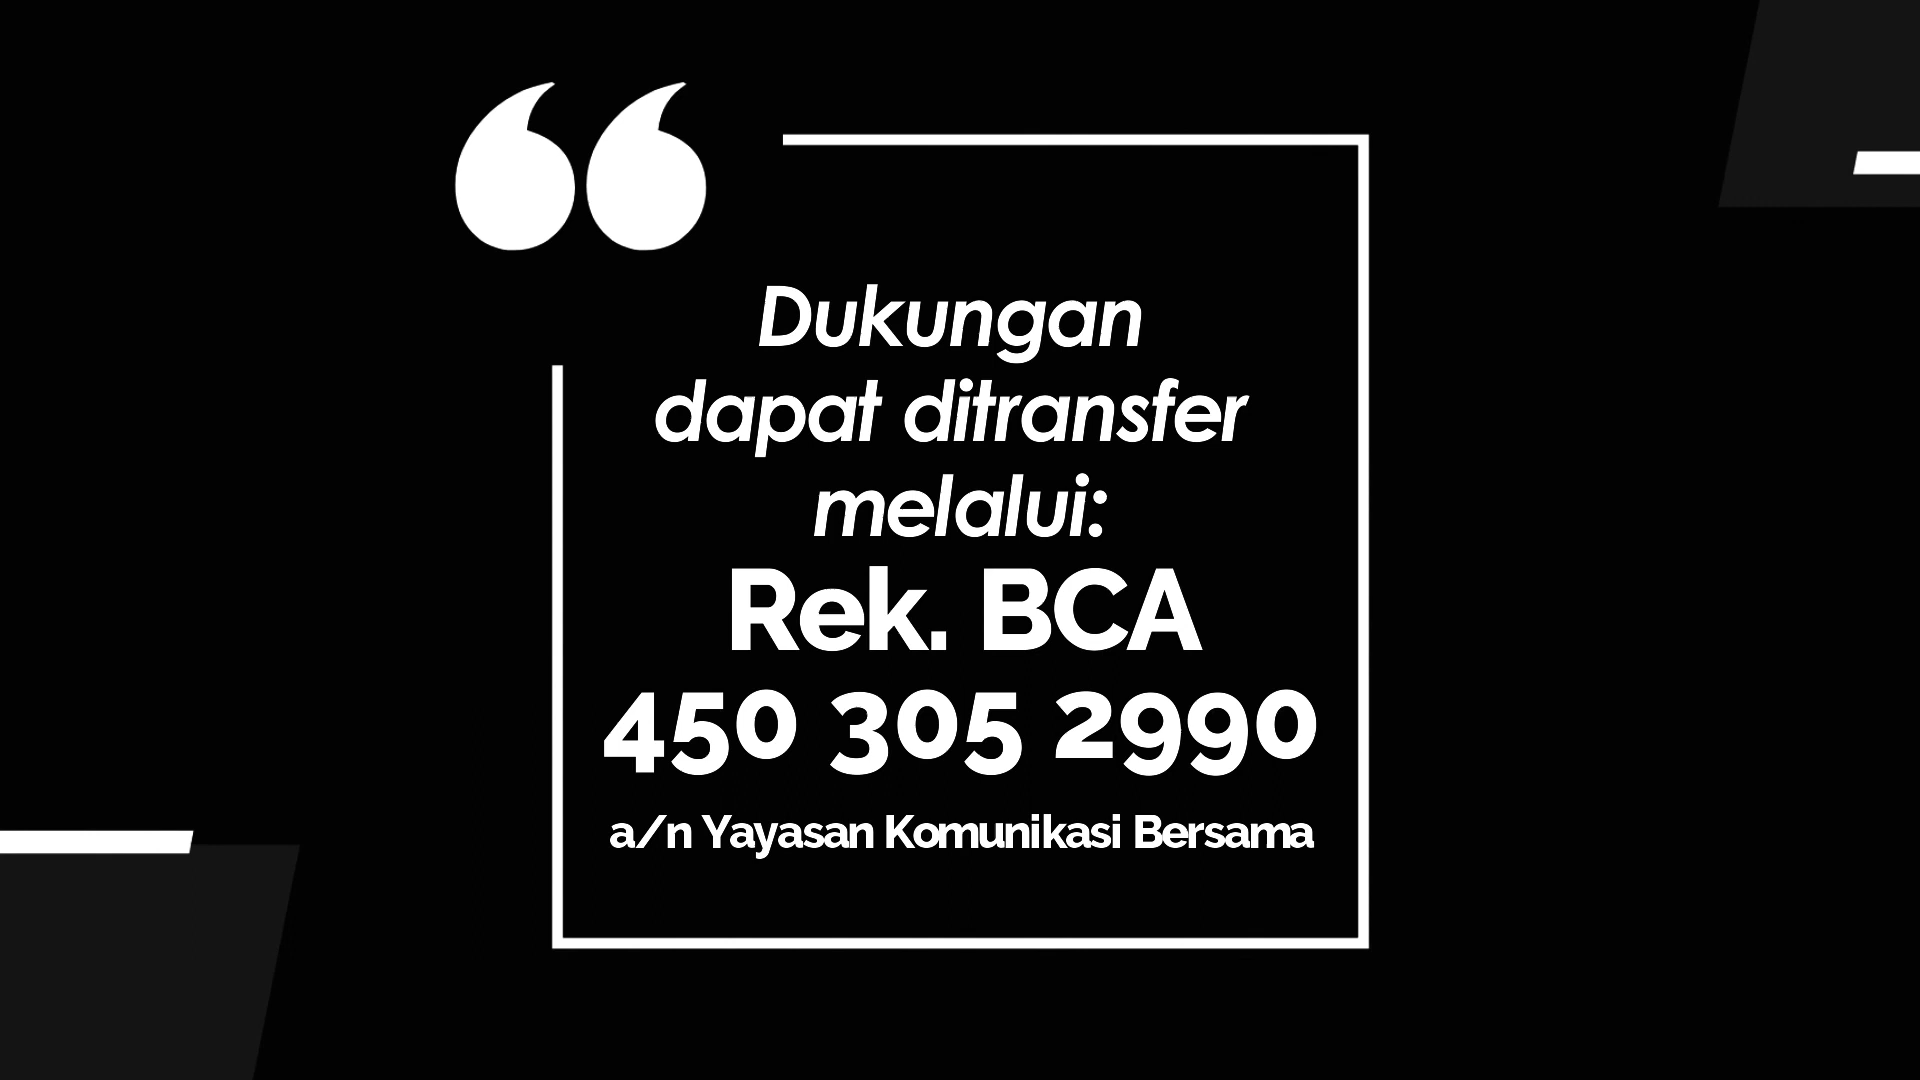 Dukungan
dapat ditransfer
melalui:
Rek. BCA
450 305 2990
a/n Yayasan Komunikasi Bersama